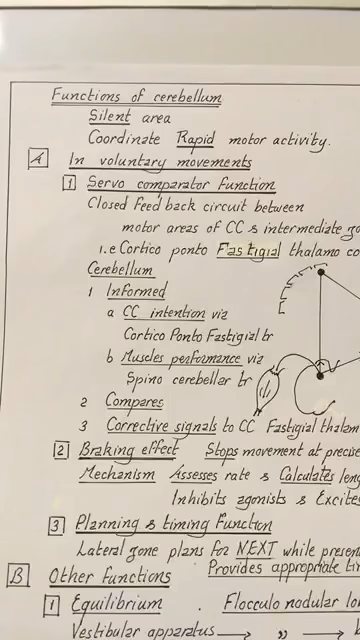 Functions of cerebellum
Silent area
Coordinate Rapid motor activity.
A In voluntary movements
1 Servo comparator function
Closed feed back circuit between
motor areas of CC & intermediate zo
i.e Cortico ponto Fastigial thalamo co
Cerebellum
1 Informed
a CC intention via
Cortico Ponto Fastigial tr
b Muscles performance via
Spino cerebellar tr
2 Compares
3 Corrective signals to CC Fastigial thalam
2 Braking effect Stops movement at precise
Mechanism Assesses rate & Calculates len
Inhibits agonists & Excite
3 Planning & timing Function
Lateral zone plans for NEXT while presen
Provides appropriate tim
B Other functions
1 Equilibrium . Flocculo nodular lo
Vestibular apparatus → " →